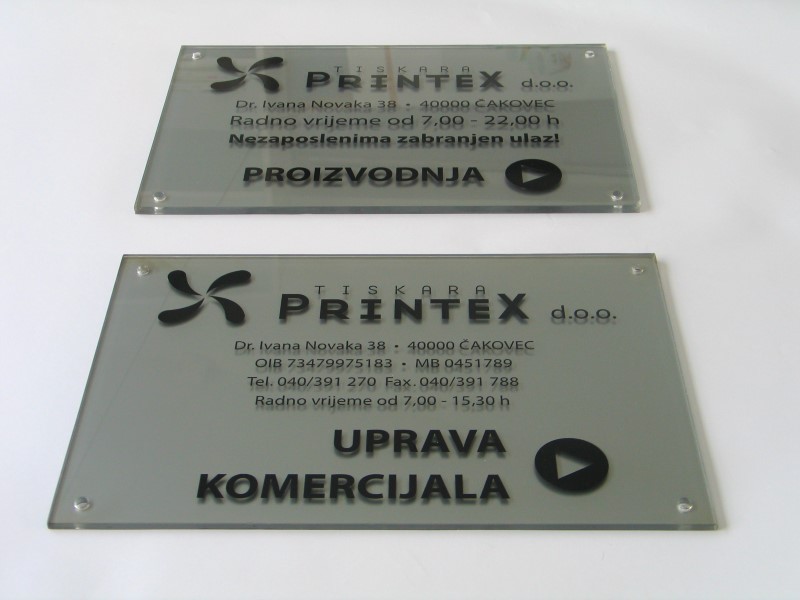 TISKARA
PRINTEX d.o.o.
Dr. Ivana Novaka 38 • 40000 ČAKOVEC
Radno vrijeme od 7,00 - 22,00 h
Nezaposlenima zabranjen ulaz!
PROIZVODNJA
TISKARA
PRINTEX d.o.o.
Dr. Ivana Novaka 38 • 40000 ČAKOVEC
OIB 73479975183 • MB 0451789
Tel. 040/391 270 Fax. 040/391 788
Radno vrijeme od 7,00 - 15,30 h
UPRAVA
KOMERCIJALA